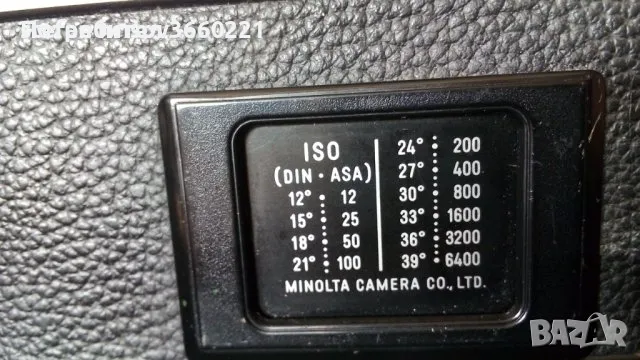 ISO
(DIN · ASA)
12° : 12
15° : 25
18° : 50
21° : 100
24° : 200
27° : 400
30° : 800
33° : 1600
36° : 3200
39° : 6400
MINOLTA CAMERA CO., LTD.
/3660221
BAZAR